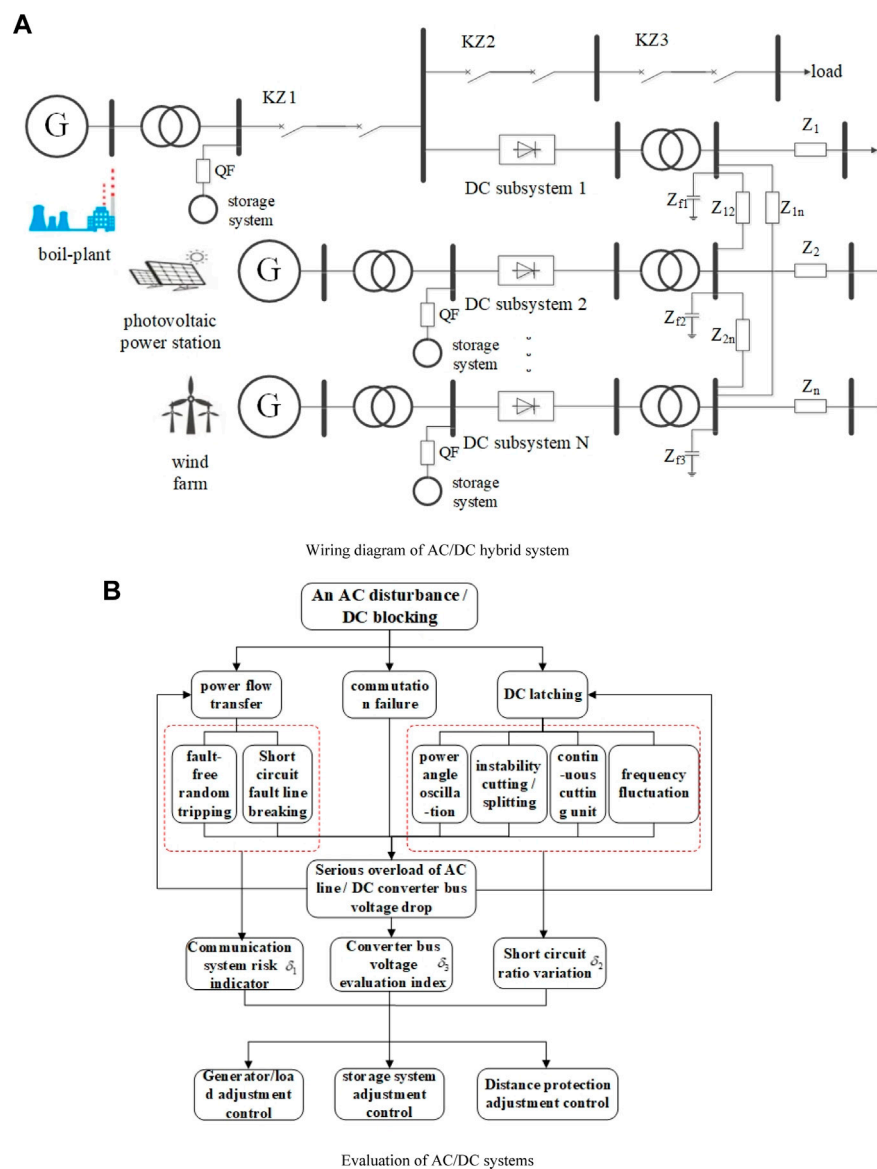 A
KZ2
KZ3
load
KZ1
G
QF
storage
system
boil-plant
DC subsystem 1
Z1
Zf1
Z12
Z1n
photovoltaic
power station
G
QF
storage
system
DC subsystem 2
Z2
Zf2
Z2n
wind
farm
G
QF
storage
system
DC subsystem N
Zn
Zf3
Wiring diagram of AC/DC hybrid system
B
An AC disturbance /
DC blocking
power flow
transfer
commutatio
n failure
DC latching
fault-
free
random
tripping
Short
circuit
fault line
breaking
power
angle
oscilla
-tion
instability
cutting /
splitting
contin
-uous
cuttin
g unit
frequency
fluctuation
Serious overload of AC
line / DC converter bus
voltage drop
Communication
system risk δ1
indicator
Converter bus
voltage δ3
evaluation index
Short circuit δ2
ratio variation
Generator/loa
d adjustment
control
storage system
adjustment
control
Distance protection
adjustment control
Evaluation of AC/DC systems